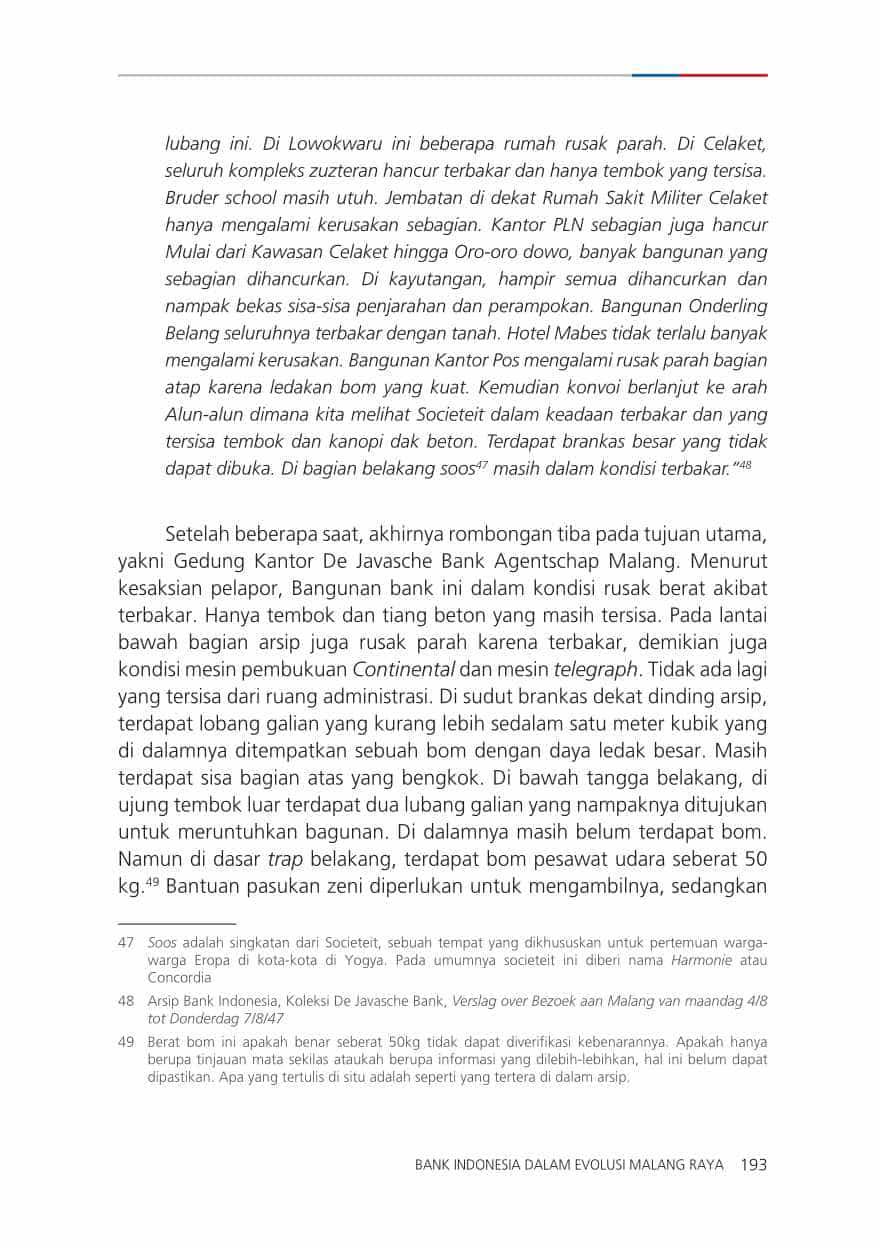 lubang ini. Di Lowokwaru ini beberapa rumah rusak parah. Di Celaket,
seluruh kompleks zuzteran hancur terbakar dan hanya tembok yang tersisa.
Bruder school masih utuh. Jembatan di dekat Rumah Sakit Militer Celaket
hanya mengalami kerusakan sebagian. Kantor PLN sebagian juga hancur
Mulai dari Kawasan Celaket hingga Oro-oro dowo, banyak bangunan yang
sebagian dihancurkan. Di kayutangan, hampir semua dihancurkan dan
nampak bekas sisa-sisa penjarahan dan perampokan. Bangunan Onderling
Belang seluruhnya terbakar dengan tanah. Hotel Mabes tidak terlalu banyak
mengalami kerusakan. Bangunan Kantor Pos mengalami rusak parah bagian
atap karena ledakan bom yang kuat. Kemudian konvoi berlanjut ke arah
Alun-alun dimana kita melihat Societeit dalam keadaan terbakar dan yang
tersisa tembok dan kanopi dak beton. Terdapat brankas besar yang tidak
dapat dibuka. Di bagian belakang soos47 masih dalam kondisi terbakar.”48
Setelah beberapa saat, akhirnya rombongan tiba pada tujuan utama,
yakni Gedung Kantor De Javasche Bank Agentschap Malang. Menurut
kesaksian pelapor, Bangunan bank ini dalam kondisi rusak berat akibat
terbakar. Hanya tembok dan tiang beton yang masih tersisa. Pada lantai
bawah bagian arsip juga rusak parah karena terbakar, demikian juga
kondisi mesin pembukuan Continental dan mesin telegraph. Tidak ada lagi
yang tersisa dari ruang administrasi. Di sudut brankas dekat dinding arsip,
terdapat lobang galian yang kurang lebih sedalam satu meter kubik yang
di dalamnya ditempatkan sebuah bom dengan daya ledak besar. Masih
terdapat sisa bagian atas yang bengkok. Di bawah tangga belakang, di
ujung tembok luar terdapat dua lubang galian yang nampaknya ditujukan
untuk meruntuhkan bagunan. Di dalamnya masih belum terdapat bom.
Namun di dasar trap belakang, terdapat bom pesawat udara seberat 50
kg.49 Bantuan pasukan zeni diperlukan untuk mengambilnya, sedangkan
47 Soos adalah singkatan dari Societeit, sebuah tempat yang dikhususkan untuk pertemuan warga-
warga Eropa di kota-kota di Yogya. Pada umumnya societeit ini diberi nama Harmonie atau
Concordia
48 Arsip Bank Indonesia, Koleksi De Javasche Bank, Verslag over Bezoek aan Malang van maandag 4/8
tot Donderdag 7/8/47
49 Berat bom ini apakah benar seberat 50kg tidak dapat diverifikasi kebenarannya. Apakah hanya
berupa tinjauan mata sekilas ataukah berupa informasi yang dilebih-lebihkan, hal ini belum dapat
dipastikan. Apa yang tertulis di situ adalah seperti yang tertera di dalam arsip.
BANK INDONESIA DALAM EVOLUSI MALANG RAYA 193